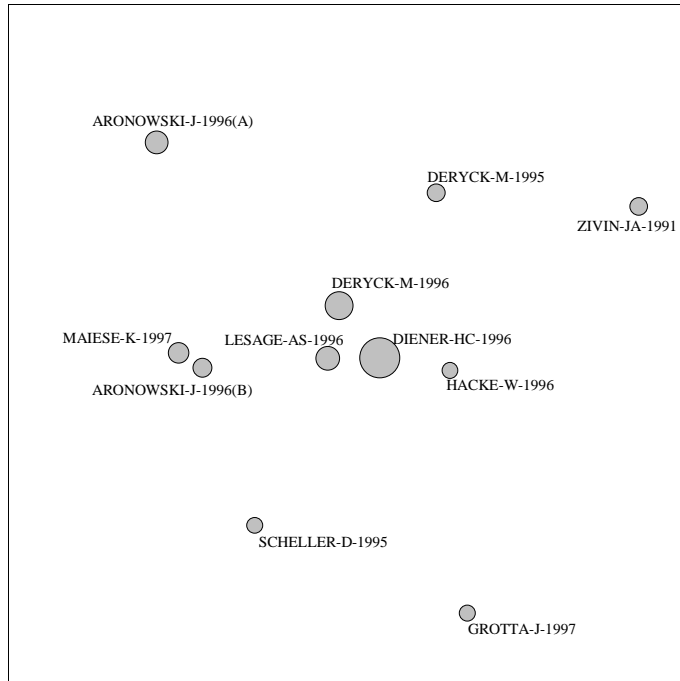 ARONOWSKI-J-1996(A)
DERYCK-M-1995
ZIVIN-JA-1991
DERYCK-M-1996
MAIESE-K-1997
LESAGE-AS-1996
DIENER-HC-1996
ARONOWSKI-J-1996(B)
HACKE-W-1996
SCHELLER-D-1995
GROTTA-J-1997